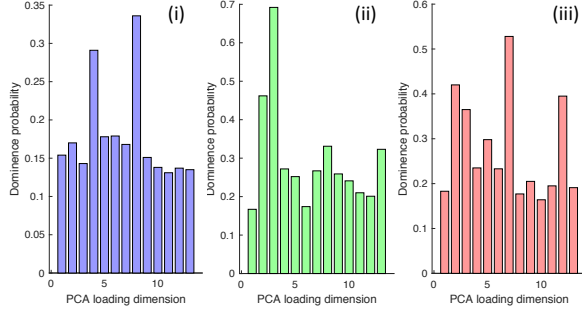 (i)
Dominence probability
0.35
0.3
0.25
0.2
0.15
0.1
0.05
0
0 5 10
PCA loading dimension
(ii)
Dominence probability
0.7
0.6
0.5
0.4
0.3
0.2
0.1
0
0 5 10
PCA loading dimension
(iii)
Dominence probability
0.6
0.5
0.4
0.3
0.2
0.1
0
0 5 10
PCA loading dimension